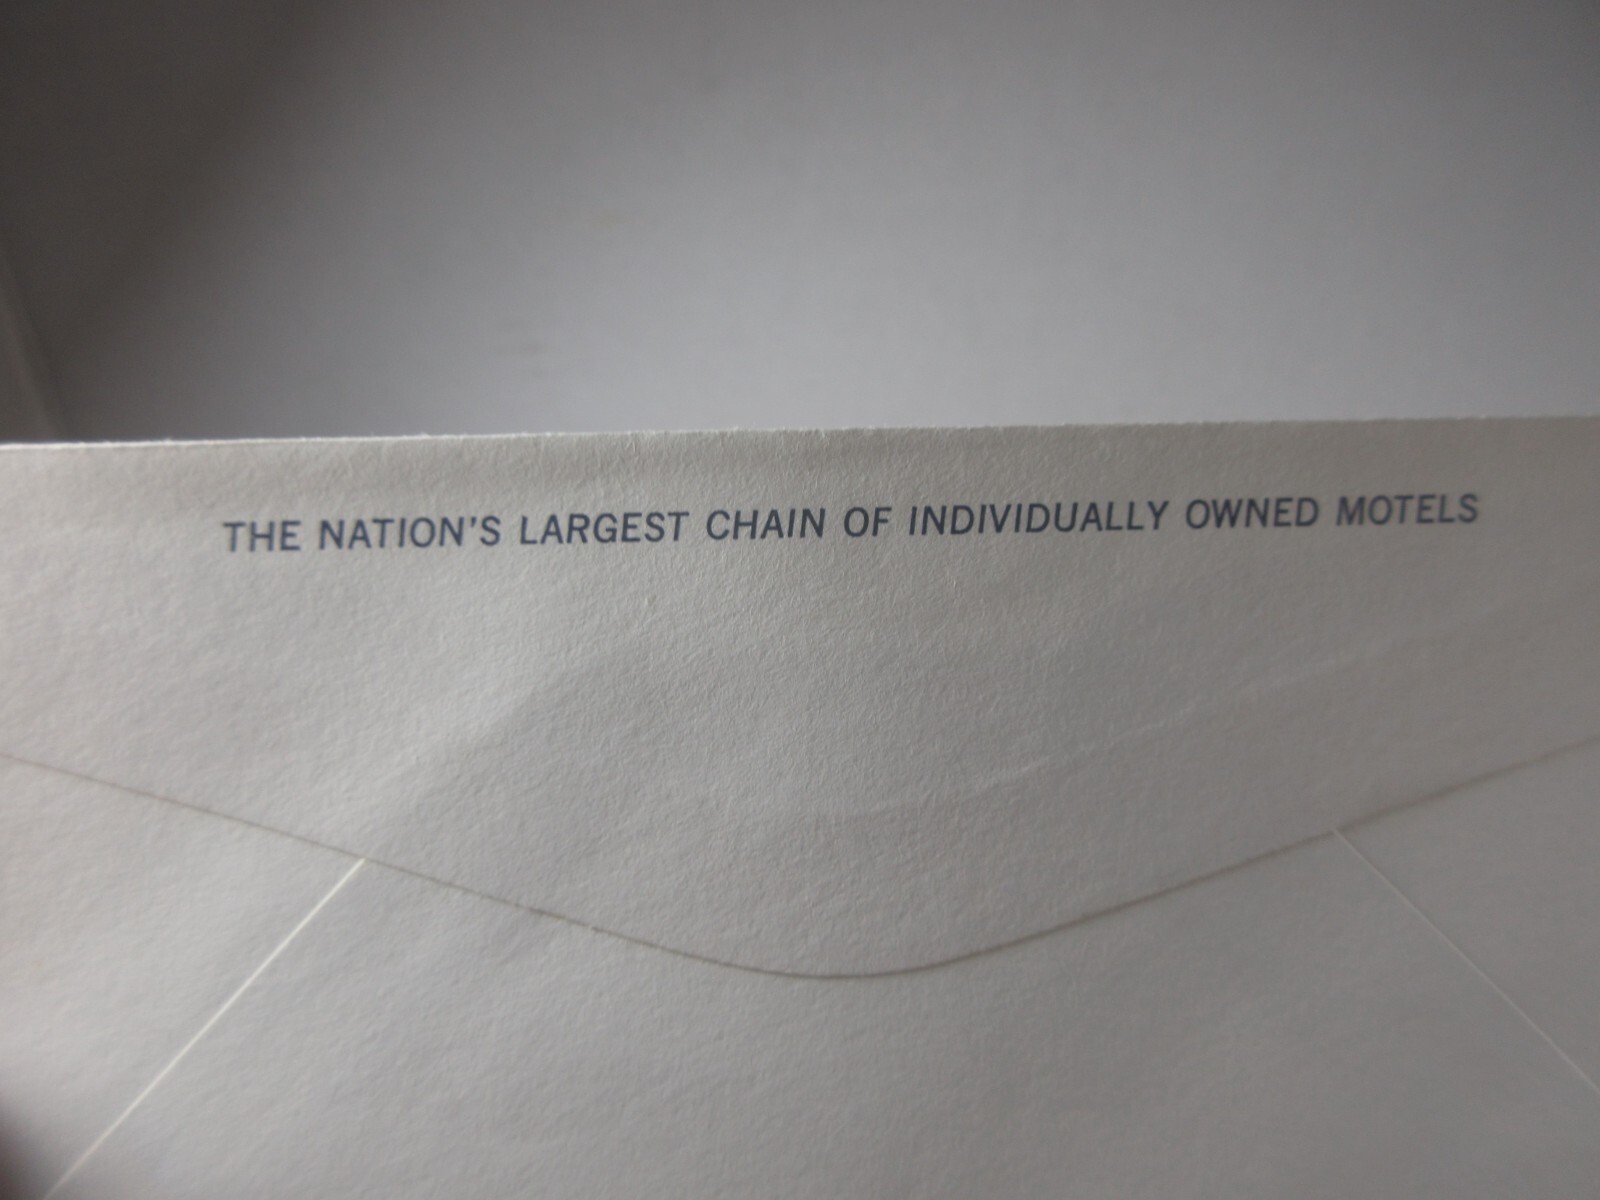 THE NATION'S LARGEST CHAIN OF INDIVIDUALLY OWNED MOTELS